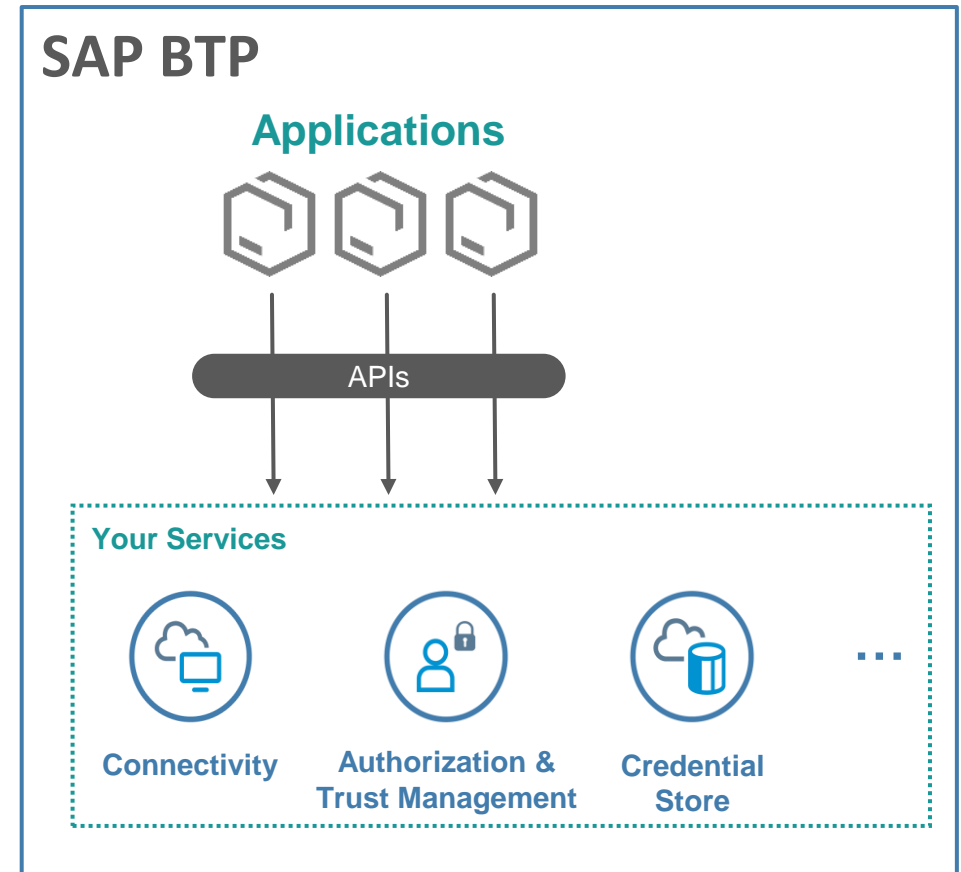 SAP BTP
Applications
APIs
Your Services
...
Connectivity
Authorization &
Trust Management
Credential
Store